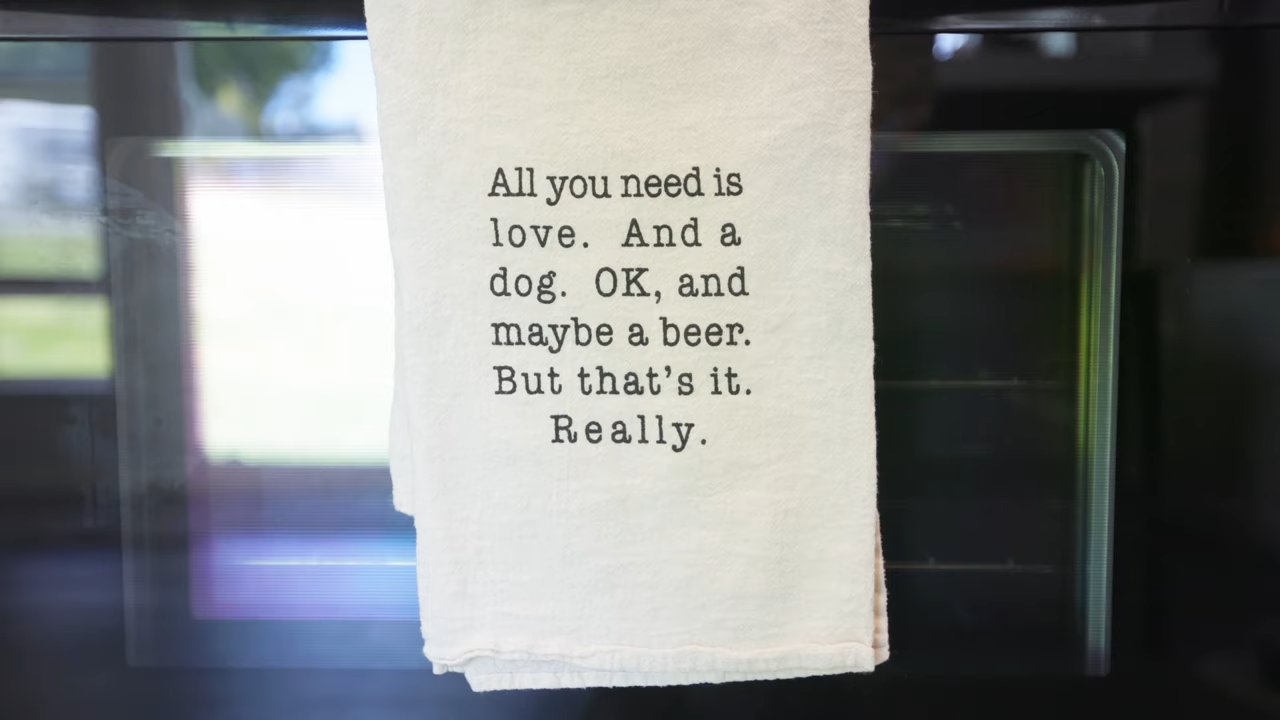 All you need is
love. And a
dog. OK, and
maybe a beer.
But that's it.
Really.